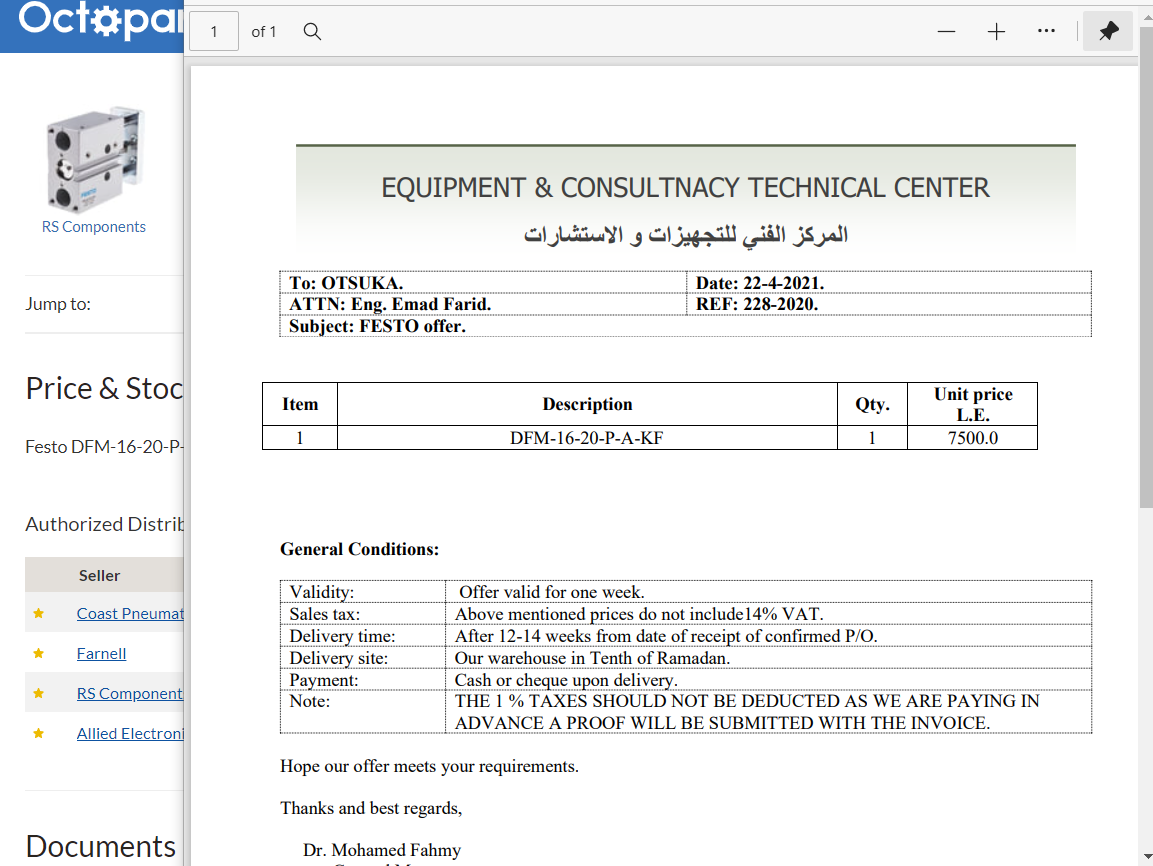 Octopar
1 of 1
RS Components
Jump to:
Price & Stoc
Festo DFM-16-20-P-
Authorized Distrib
Seller
Coast Pneumat
Farnell
RS Component
Allied Electroni
Documents
EQUIPMENT & CONSULTNACY TECHNICAL CENTER
المركز الفني للتجهيزات و الاستشارات
To: OTSUKA. Date: 22-4-2021.
ATTN: Eng. Emad Farid. REF: 228-2020.
Subject: FESTO offer.
Item Description Qty. Unit price
L.E.
1 DFM-16-20-P-A-KF 1 7500.0
General Conditions:
Validity: Offer valid for one week.
Sales tax: Above mentioned prices do not include14% VAT.
Delivery time: After 12-14 weeks from date of receipt of confirmed P/O.
Delivery site: Our warehouse in Tenth of Ramadan.
Payment: Cash or cheque upon delivery.
Note: THE 1 % TAXES SHOULD NOT BE DEDUCTED AS WE ARE PAYING IN
ADVANCE A PROOF WILL BE SUBMITTED WITH THE INVOICE.
Hope our offer meets your requirements.
Thanks and best regards,
Dr. Mohamed Fahmy